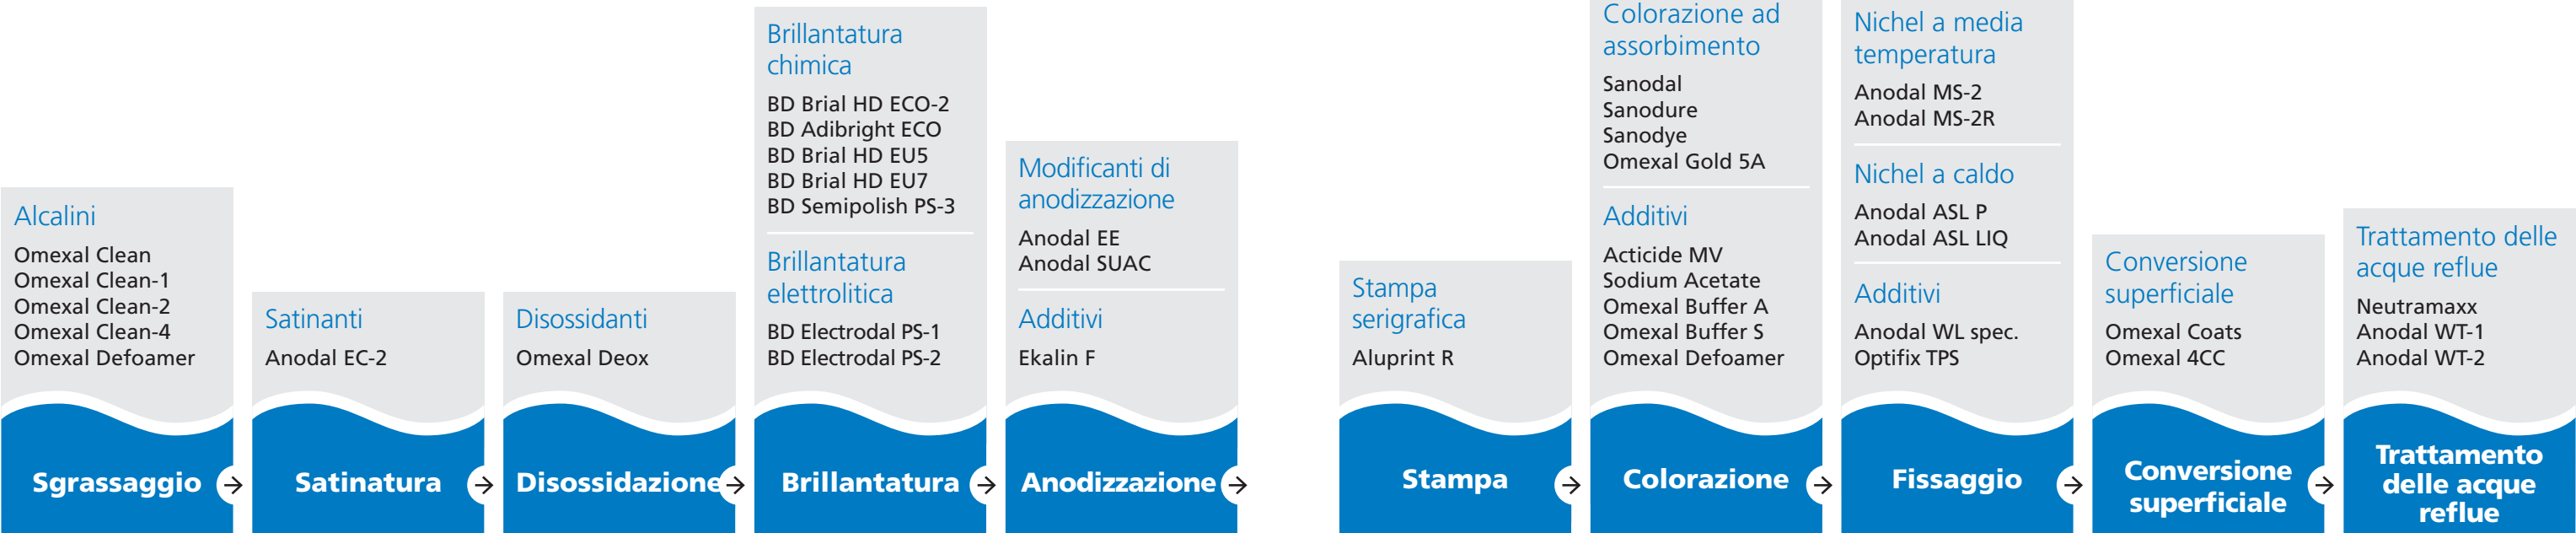 Alcalini
Omexal Clean
Omexal Clean-1
Omexal Clean-2
Omexal Clean-4
Omexal Defoamer
Sgrassaggio
Satinanti
Anodal EC-2
Satinatura
Disossidanti
Omexal Deox
Disossidazione
Brillantatura
chimica
BD Brial HD ECO-2
BD Adibright ECO
BD Brial HD EU5
BD Brial HD EU7
BD Semipolish PS-3
Brillantatura
elettrolitica
BD Electrodal PS-1
BD Electrodal PS-2
Brillantatura
Modificanti di
anodizzazione
Anodal EE
Anodal SUAC
Additivi
Ekalin F
Anodizzazione
Stampa
serigrafica
Aluprint R
Stampa
Colorazione ad
assorbimento
Sanodal
Sanodure
Sanodye
Omexal Gold 5A
Additivi
Acticide MV
Sodium Acetate
Omexal Buffer A
Omexal Buffer S
Omexal Defoamer
Colorazione
Nichel a media
temperatura
Anodal MS-2
Anodal MS-2R
Nichel a caldo
Anodal ASL P
Anodal ASL LIQ
Additivi
Anodal WL spec.
Optifix TPS
Fissaggio
Conversione
superficiale
Omexal Coats
Omexal 4CC
Conversione
superficiale
Trattamento delle
acque reflue
Neutramaxx
Anodal WT-1
Anodal WT-2
Trattamento
delle acque
reflue